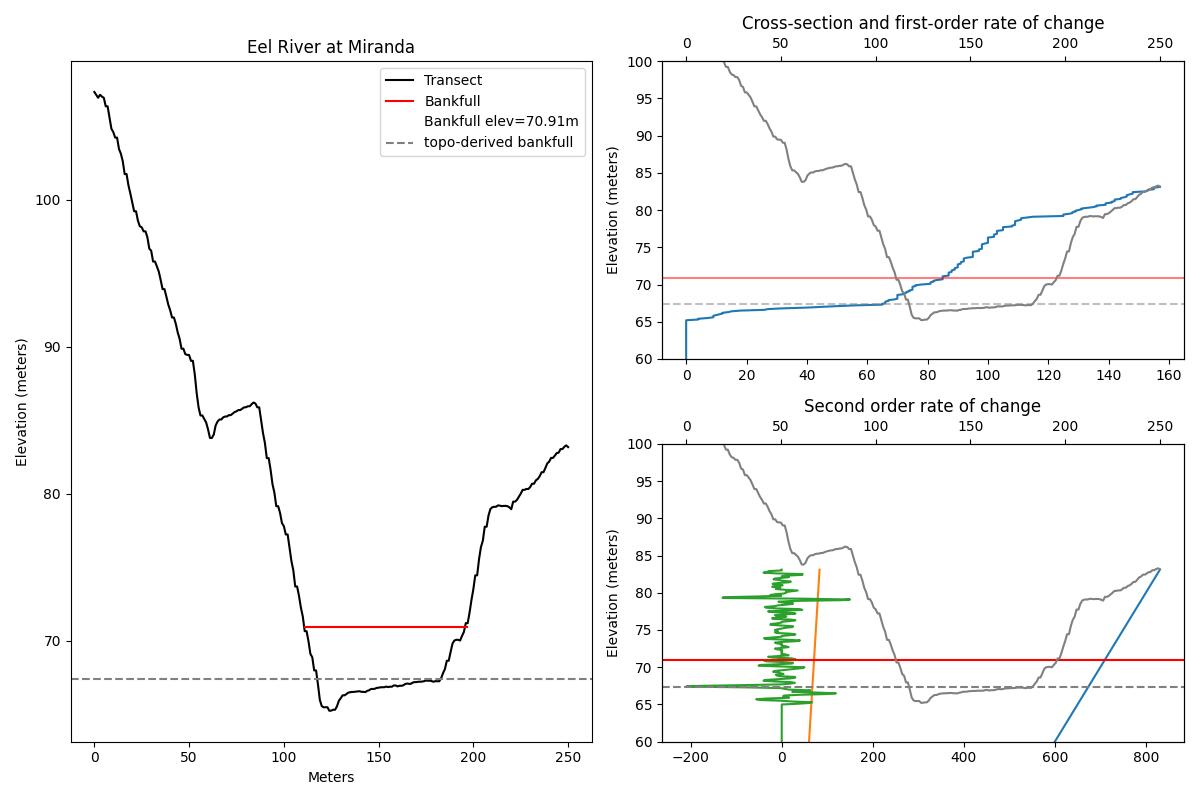 Eel River at Miranda
Transect
Bankfull
Bankfull elev=70.91m
topo-derived bankfull
Elevation (meters)
100
90
80
70
0 50 100 150 200 250
Meters
Cross-section and first-order rate of change
0 50 100 150 200 250
Elevation (meters)
100
95
90
85
80
75
70
65
60
0 20 40 60 80 100 120 140 160
Second order rate of change
0 50 100 150 200 250
Elevation (meters)
100
95
90
85
80
75
70
65
60
−200 0 200 400 600 800